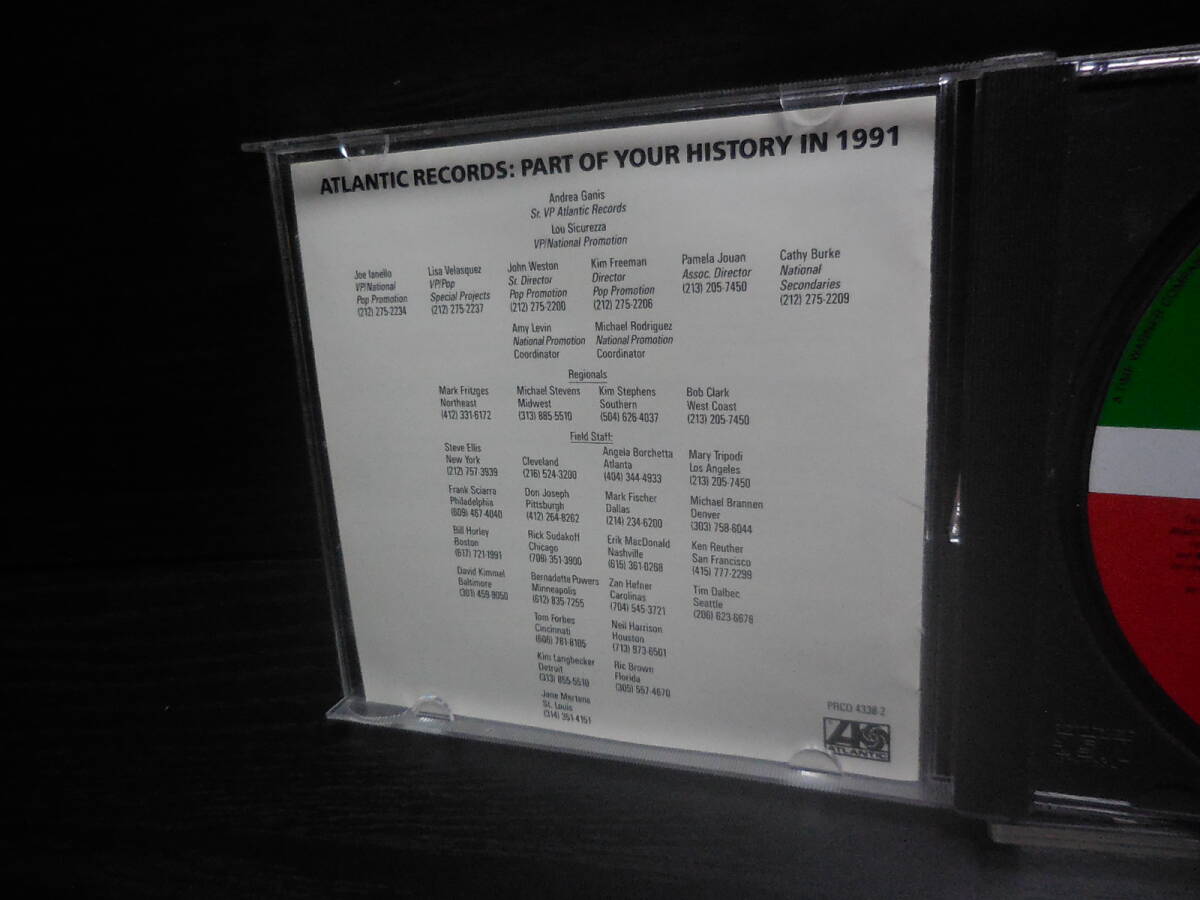 ATLANTIC RECORDS: PART OF YOUR HISTORY IN 1991
Andrea Ganis
Sr. VP Atlantic Records
Lou Sicurezza
VP/National Promotion
Joe Ianello
VP/National
Pop Promotion
(212) 275-2234
Lisa Velasquez
VP/Pop
Special Projects
(212) 275-2237
John Weston
Sr. Director
Pop Promotion
(212) 275-2200
Kim Freeman
Director
Pop Promotion
(212) 275-2206
Pamela Jouan
Assoc. Director
(213) 205-7450
Cathy Burke
National
Secondaries
(212) 275-2209
Amy Levin
National Promotion
Coordinator
Michael Rodriguez
National Promotion
Coordinator
Regionals
Mark Fritzges
Northeast
(412) 331-6172
Michael Stevens
Midwest
(313) 885-5510
Kim Stephens
Southern
(504) 626-4037
Bob Clark
West Coast
(213) 205-7450
Field Staff:
Steve Ellis
New York
(212) 757-3939
Frank Sciarra
Philadelphia
(609) 467-4040
Bill Horley
Boston
(617) 721-1991
David Kimmel
Baltimore
(301) 459-9050
Cleveland
(216) 524-3200
Don Joseph
Pittsburgh
(412) 264-8262
Rick Sudakoff
Chicago
(708) 351-3900
Bernadette Powers
Minneapolis
(612) 835-7255
Tom Forbes
Cincinnati
(606) 781-8105
Kim Langbecker
Detroit
(313) 855-5510
Jane Mertens
St. Louis
(314) 351-4151
Angela Borchetta
Atlanta
(404) 344-4933
Mark Fischer
Dallas
(214) 234-6200
Erik MacDonald
Nashville
(615) 361-0268
Zan Hefner
Carolinas
(704) 545-3721
Neil Harrison
Houston
(713) 973-6501
Ric Brown
Florida
(305) 557-4670
Mary Tripodi
Los Angeles
(213) 205-7450
Michael Brannen
Denver
(303) 758-6044
Ken Reuther
San Francisco
(415) 777-2299
Tim Dalbec
Seattle
(206) 623-6678
PRCD 4338-2
ATLANTIC
A TIME WARNER